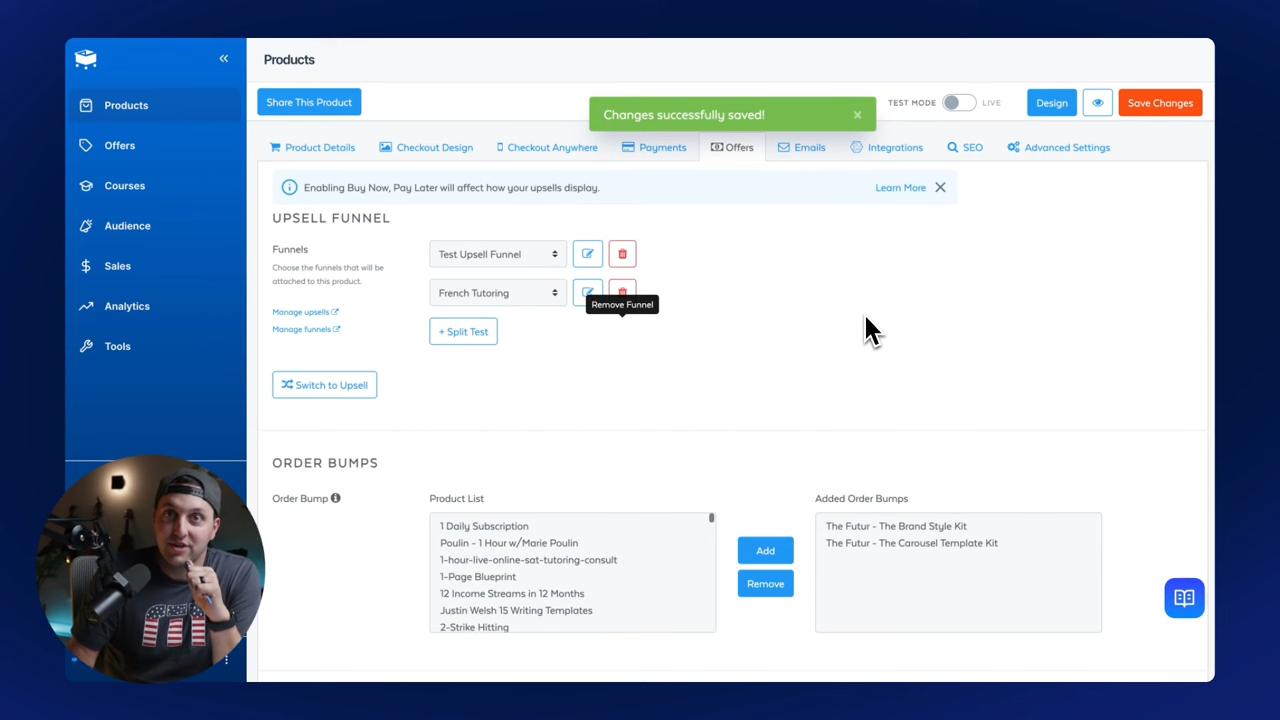 Products
Share This Product
Changes successfully saved!
×
TEST MODE
LIVE
Design
Save Changes
Products
Offers
Courses
Audience
Sales
Analytics
Tools
Product Details
Checkout Design
Checkout Anywhere
Payments
Offers
Emails
Integrations
SEO
Advanced Settings
Enabling Buy Now, Pay Later will affect how your upsells display.
Learn More
UPSELL FUNNEL
Funnels
Choose the funnels that will be
attached to this product.
Manage upsells
Manage funnels
Test Upsell Funnel
French Tutoring
Remove Funnel
+ Split Test
Switch to Upsell
ORDER BUMPS
Order Bump
Product List
1 Daily Subscription
Poulin - 1 Hour w/Marie Poulin
1-hour-live-online-sat-tutoring-consult
1-Page Blueprint
12 Income Streams in 12 Months
Justin Welsh 15 Writing Templates
2-Strike Hitting
Add
Remove
Added Order Bumps
The Futur - The Brand Style Kit
The Futur - The Carousel Template Kit